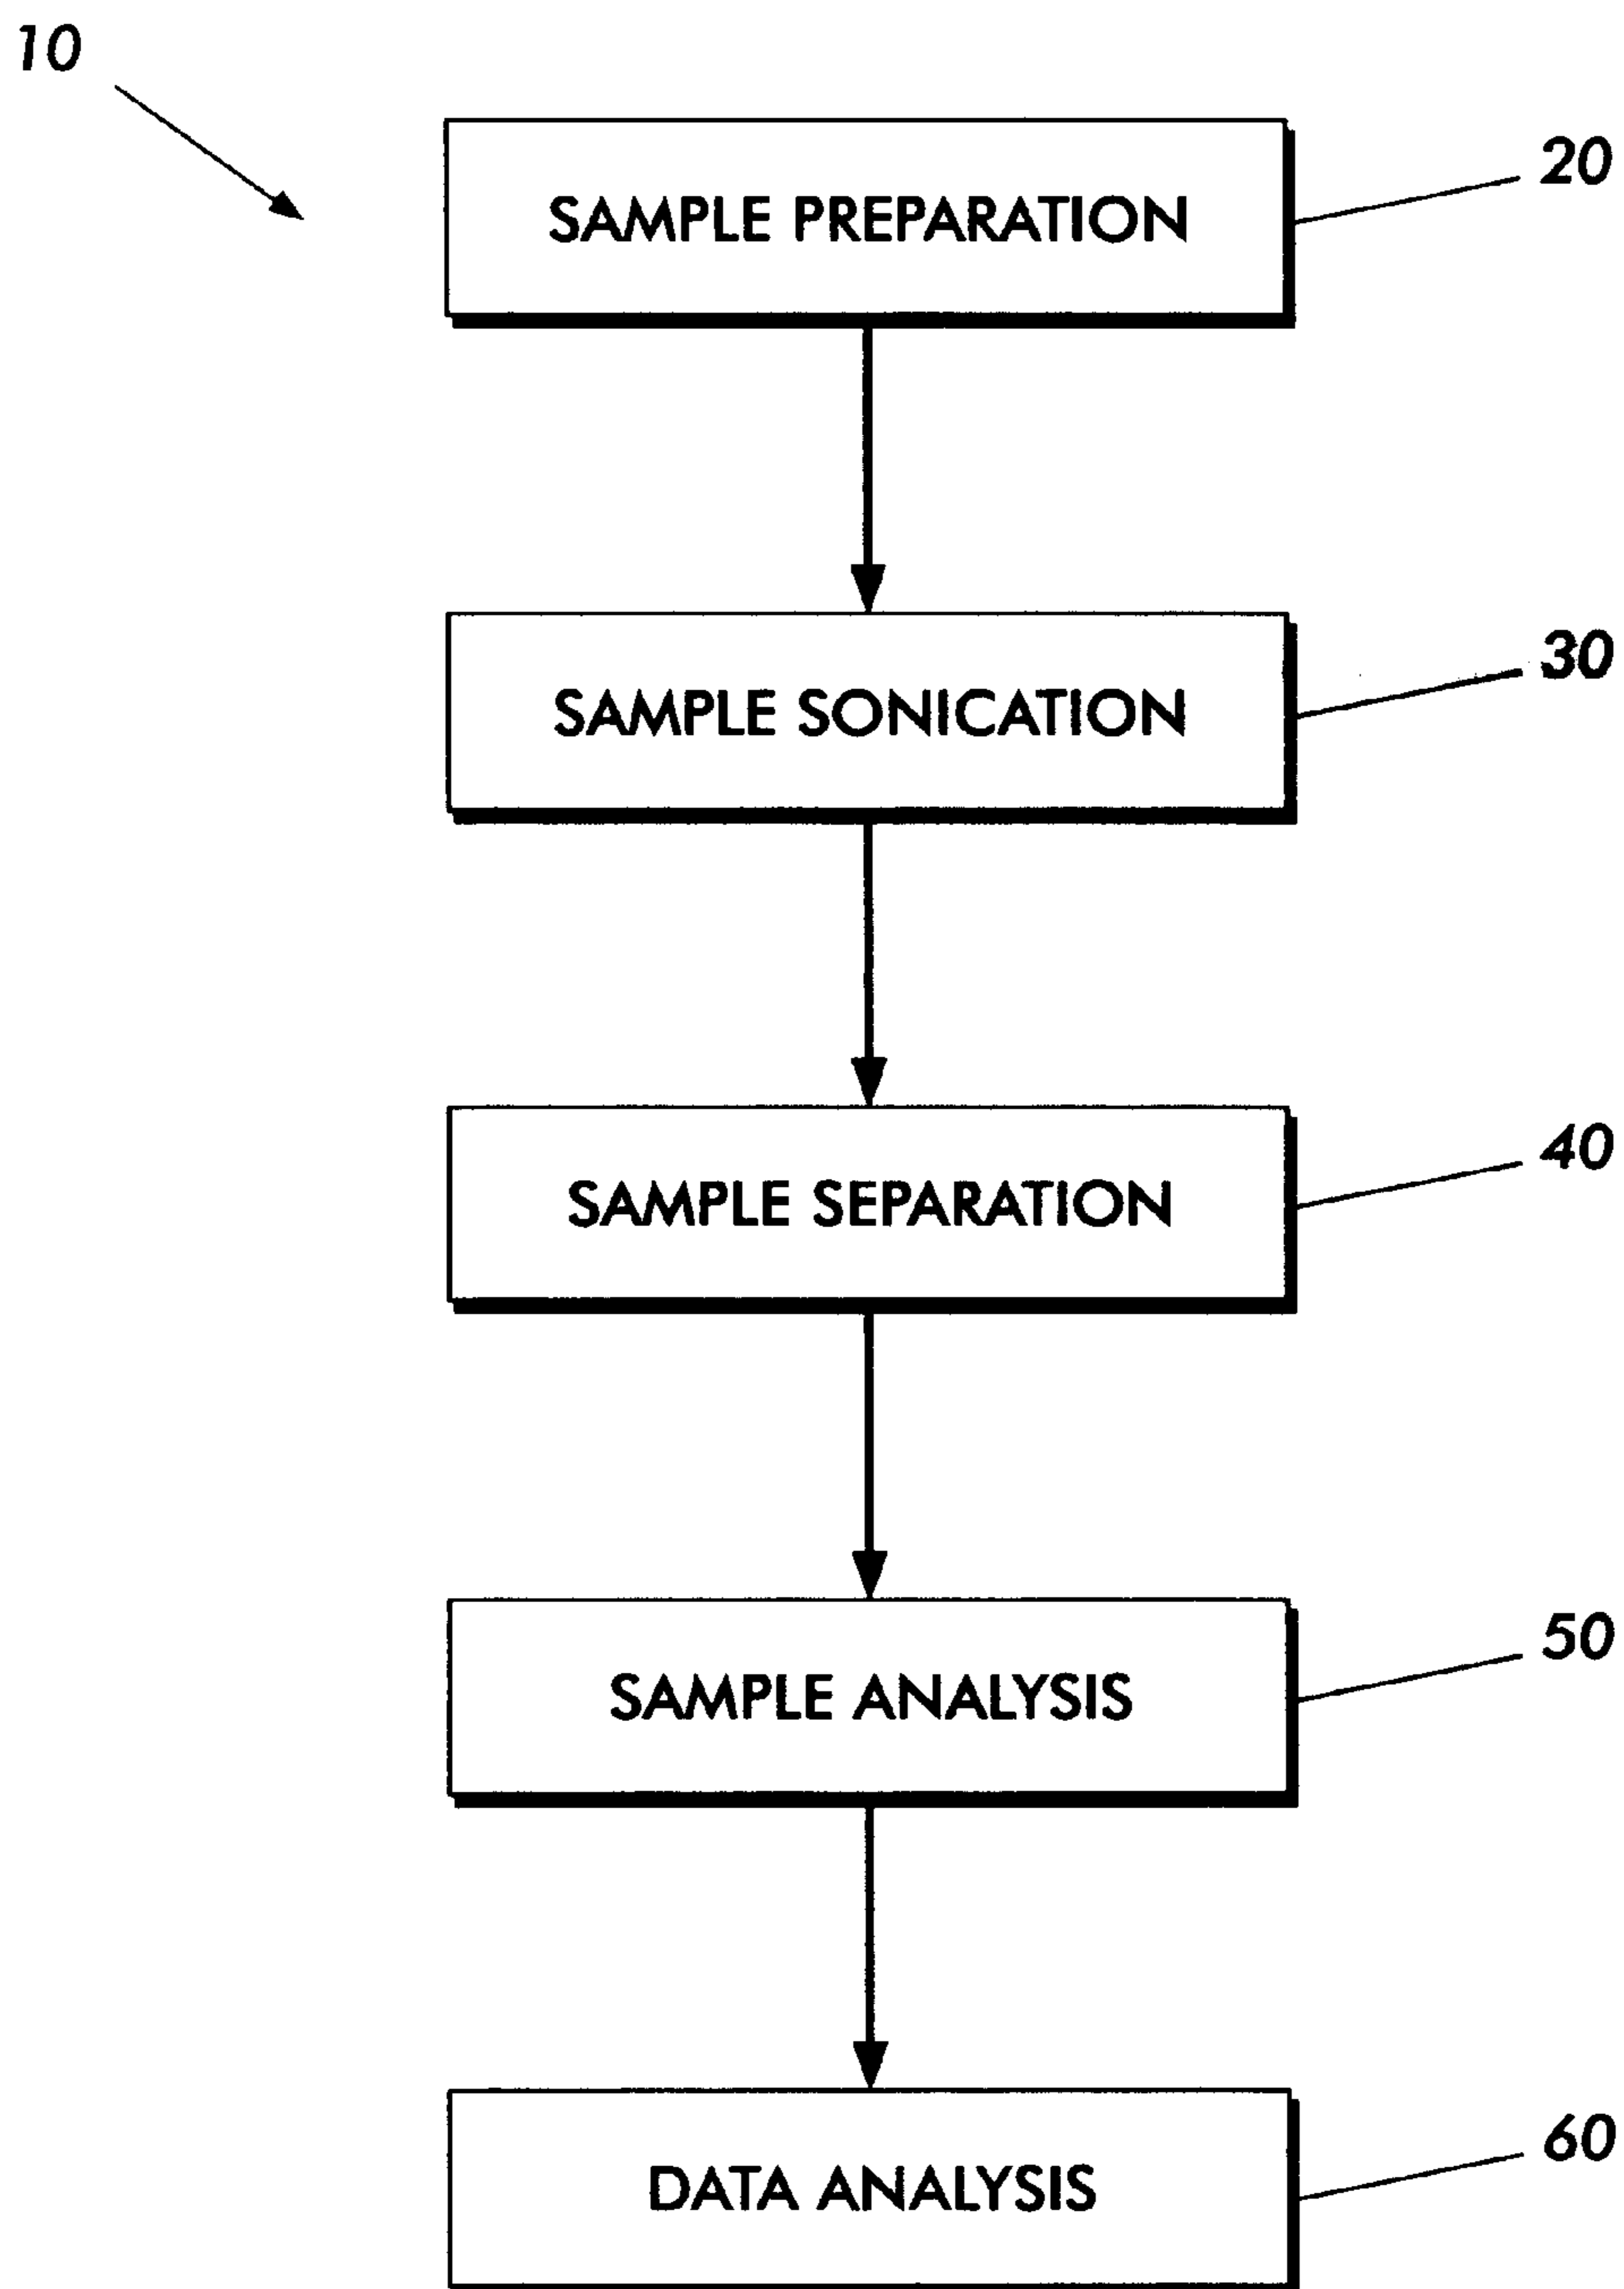 10
SAMPLE PREPARATION
20
SAMPLE SONICATION
30
SAMPLE SEPARATION
40
SAMPLE ANALYSIS
50
DATA ANALYSIS
60